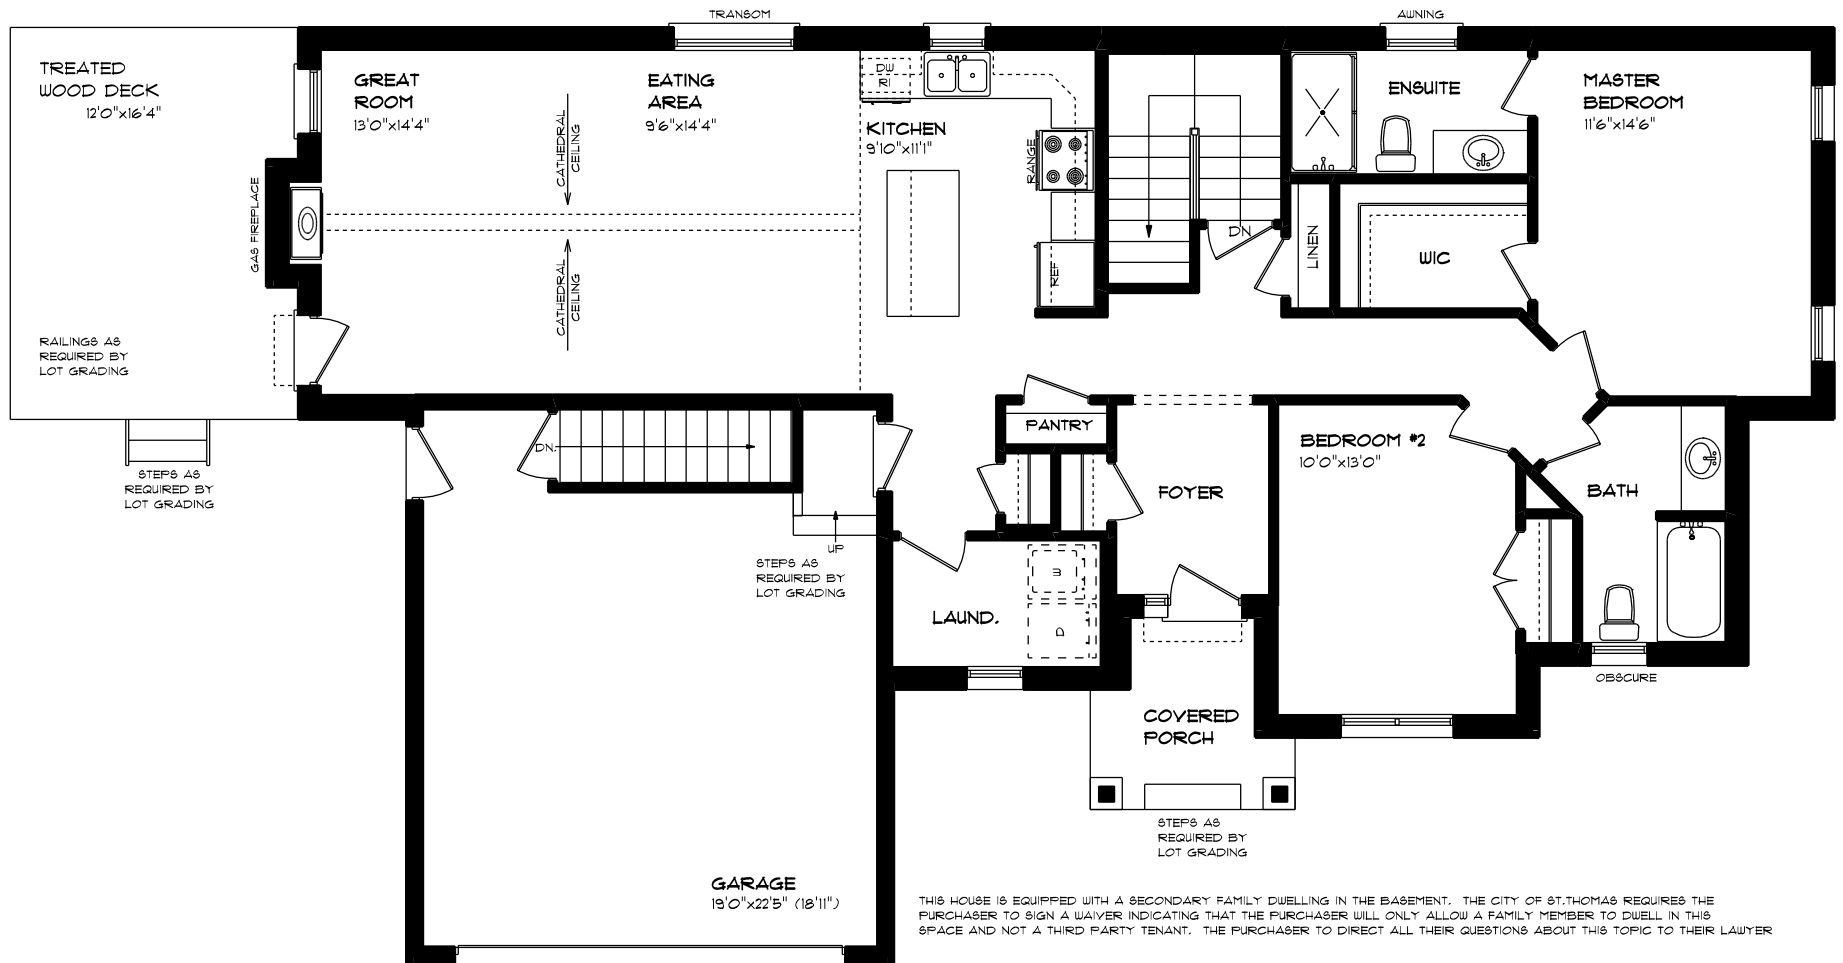 TRANSOM
AWNING
TREATED
WOOD DECK
12'0"x16'4"
GREAT
ROOM
13'0"x14'4"
EATING
AREA
9'6"x14'4"
CATHEDRAL
CEILING
DW
RI
KITCHEN
9'10"x11'1"
RANGE
REF
ENSUITE
MASTER
BEDROOM
11'6"x14'6"
GAS FIREPLACE
CATHEDRAL
CEILING
DN
LINEN
WIC
RAILINGS AS
REQUIRED BY
LOT GRADING
STEPS AS
REQUIRED BY
LOT GRADING
DN.
PANTRY
BEDROOM #2
10'0"x13'0"
FOYER
BATH
UP
STEPS AS
REQUIRED BY
LOT GRADING
W
D
LAUND.
OBSCURE
COVERED
PORCH
STEPS AS
REQUIRED BY
LOT GRADING
GARAGE
19'0"x22'5" (18'11")
THIS HOUSE IS EQUIPPED WITH A SECONDARY FAMILY DWELLING IN THE BASEMENT. THE CITY OF ST.THOMAS REQUIRES THE
PURCHASER TO SIGN A WAIVER INDICATING THAT THE PURCHASER WILL ONLY ALLOW A FAMILY MEMBER TO DWELL IN THIS
SPACE AND NOT A THIRD PARTY TENANT. THE PURCHASER TO DIRECT ALL THEIR QUESTIONS ABOUT THIS TOPIC TO THEIR LAWYER